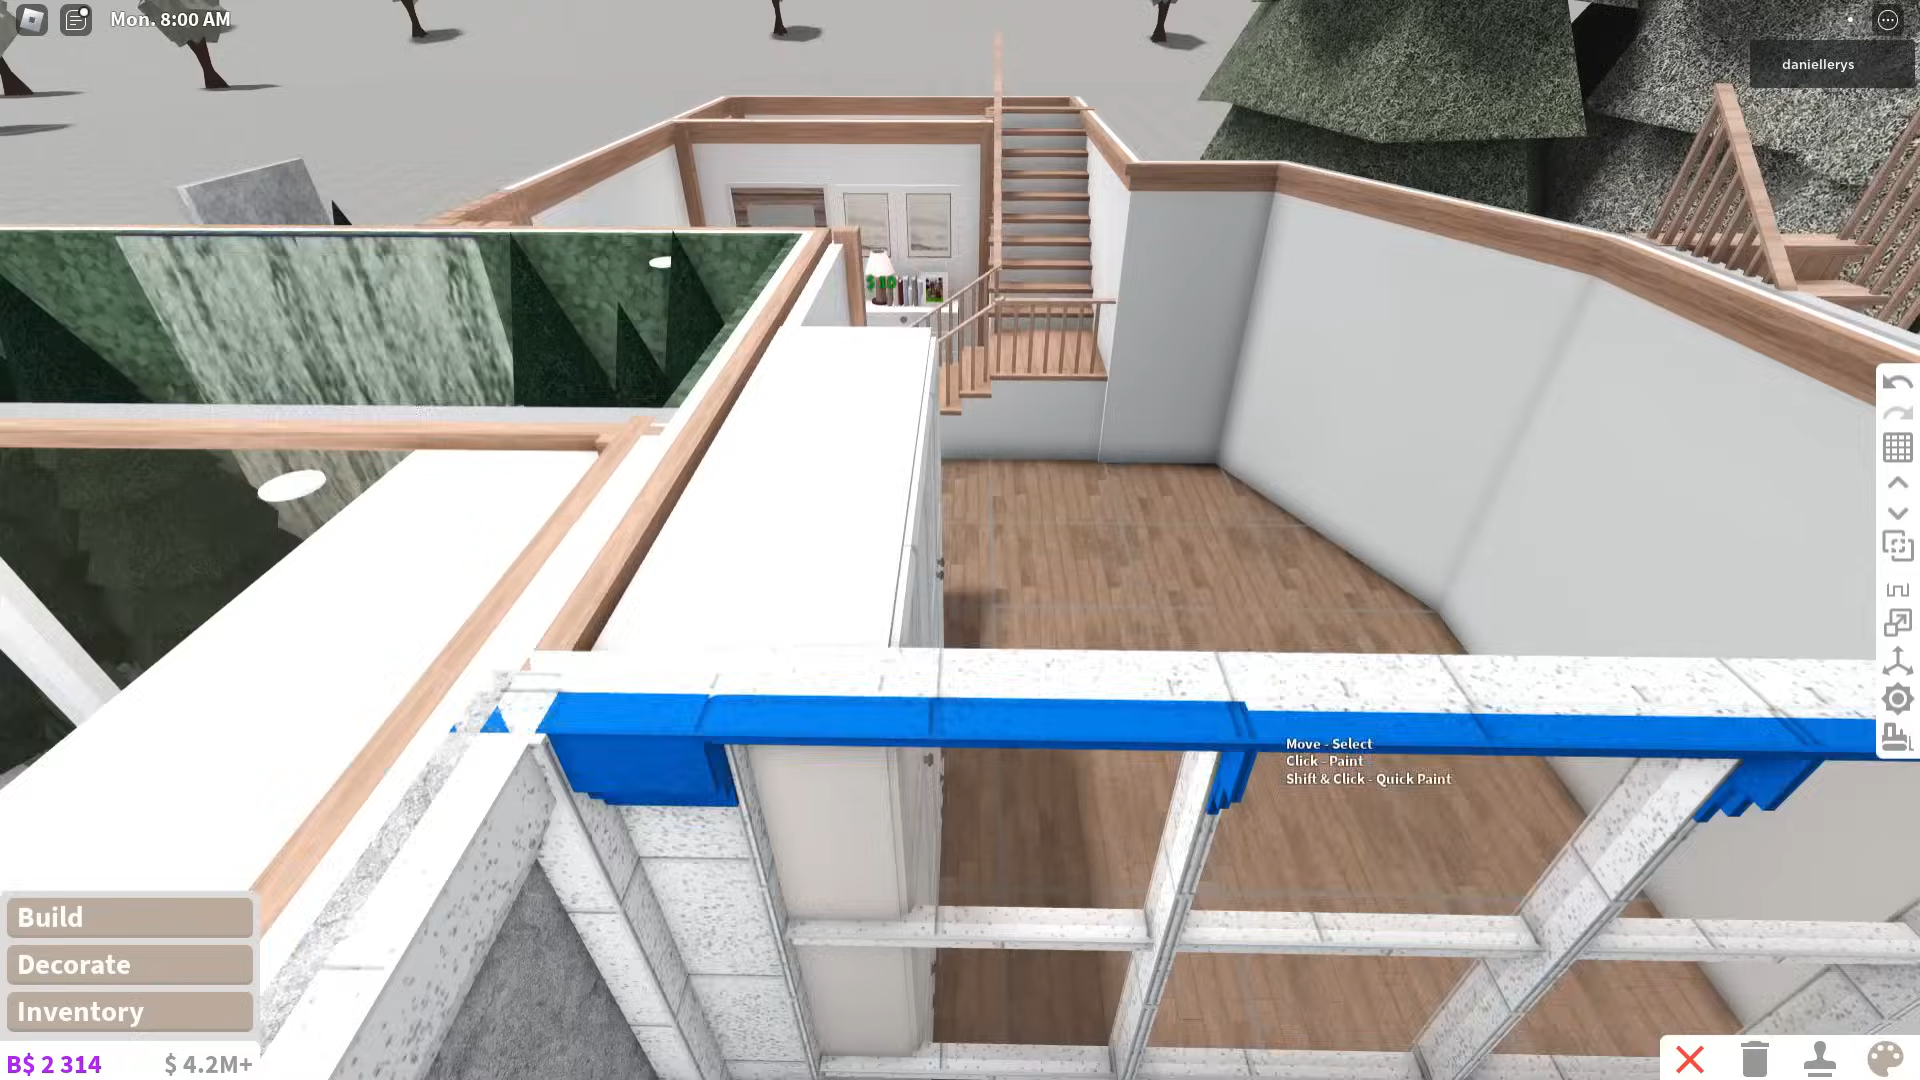 Mon. 8:00 AM
daniellerys
$ 10
Move - Select
Click - Paint
Shift & Click - Quick Paint
Build
Decorate
Inventory
B$ 2 314
$ 4.2M+